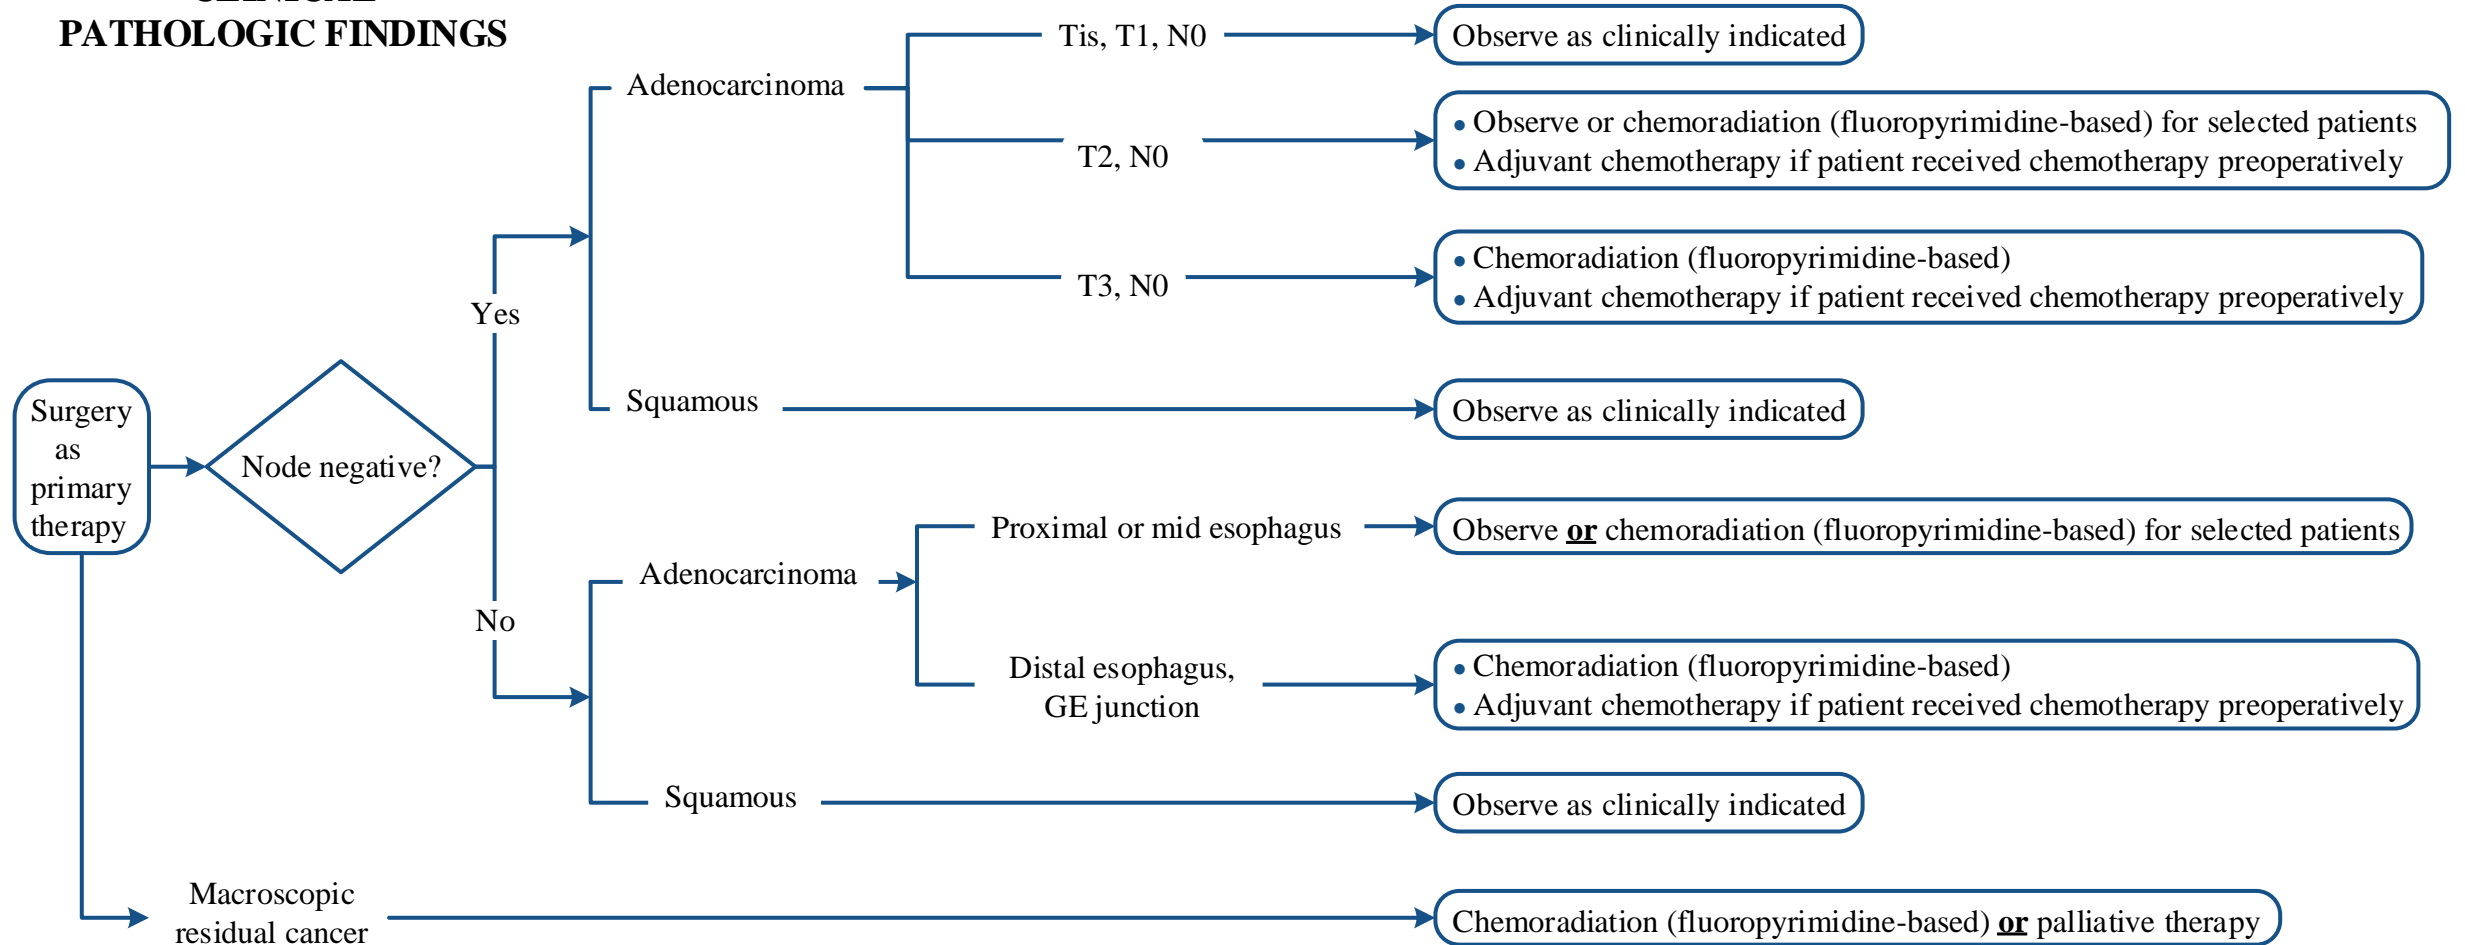 PATHOLOGIC FINDINGS
Tis, T1, N0
Observe as clinically indicated
Adenocarcinoma
• Observe or chemoradiation (fluoropyrimidine-based) for selected patients
• Adjuvant chemotherapy if patient received chemotherapy preoperatively
T2, N0
• Chemoradiation (fluoropyrimidine-based)
• Adjuvant chemotherapy if patient received chemotherapy preoperatively
T3, N0
Yes
Squamous
Observe as clinically indicated
Surgery
as
primary
therapy
Node negative?
Proximal or mid esophagus
Observe or chemoradiation (fluoropyrimidine-based) for selected patients
Adenocarcinoma
No
Distal esophagus,
GE junction
• Chemoradiation (fluoropyrimidine-based)
• Adjuvant chemotherapy if patient received chemotherapy preoperatively
Squamous
Observe as clinically indicated
Macroscopic
residual cancer
Chemoradiation (fluoropyrimidine-based) or palliative therapy